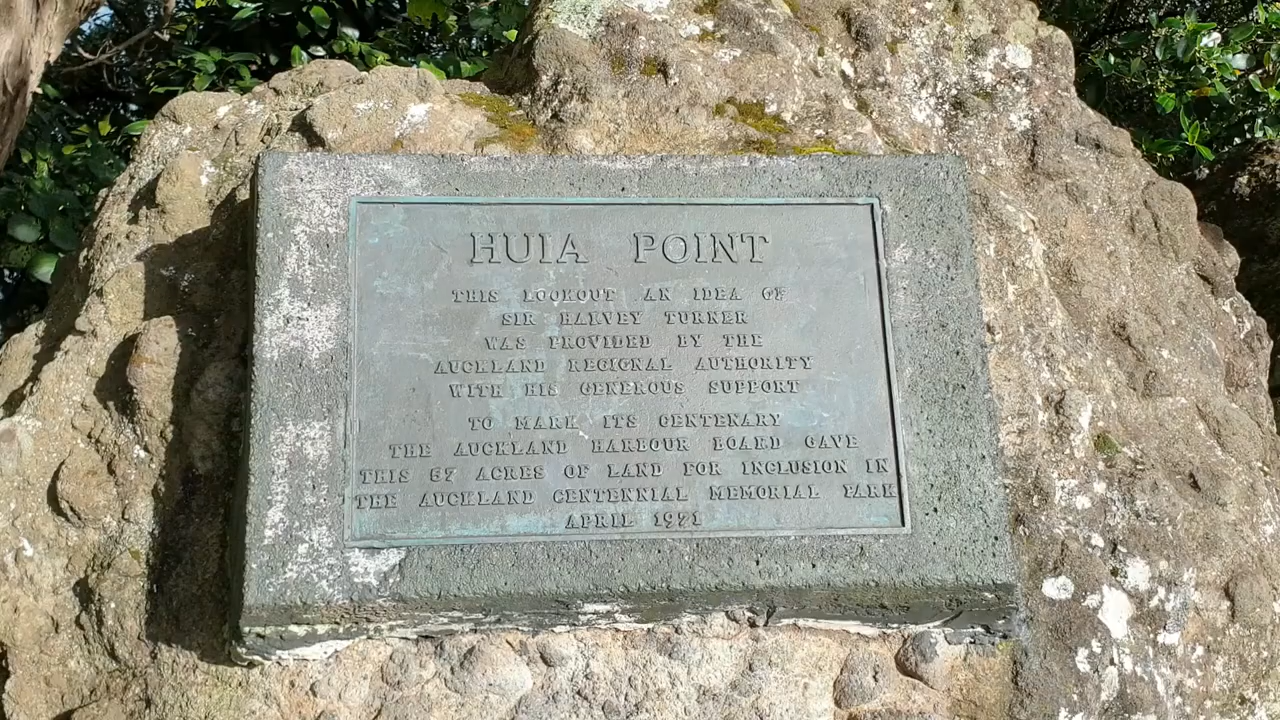 HUIA POINT
THIS LOOKOUT AN IDEA OF
SIR HARVEY TURNER
WAS PROVIDED BY THE
AUCKLAND REGIONAL AUTHORITY
WITH HIS GENEROUS SUPPORT
TO MARK ITS CENTENARY
THE AUCKLAND HARBOUR BOARD GAVE
THIS 57 ACRES OF LAND FOR INCLUSION IN
THE AUCKLAND CENTENNIAL MEMORIAL PARK
APRIL 1971